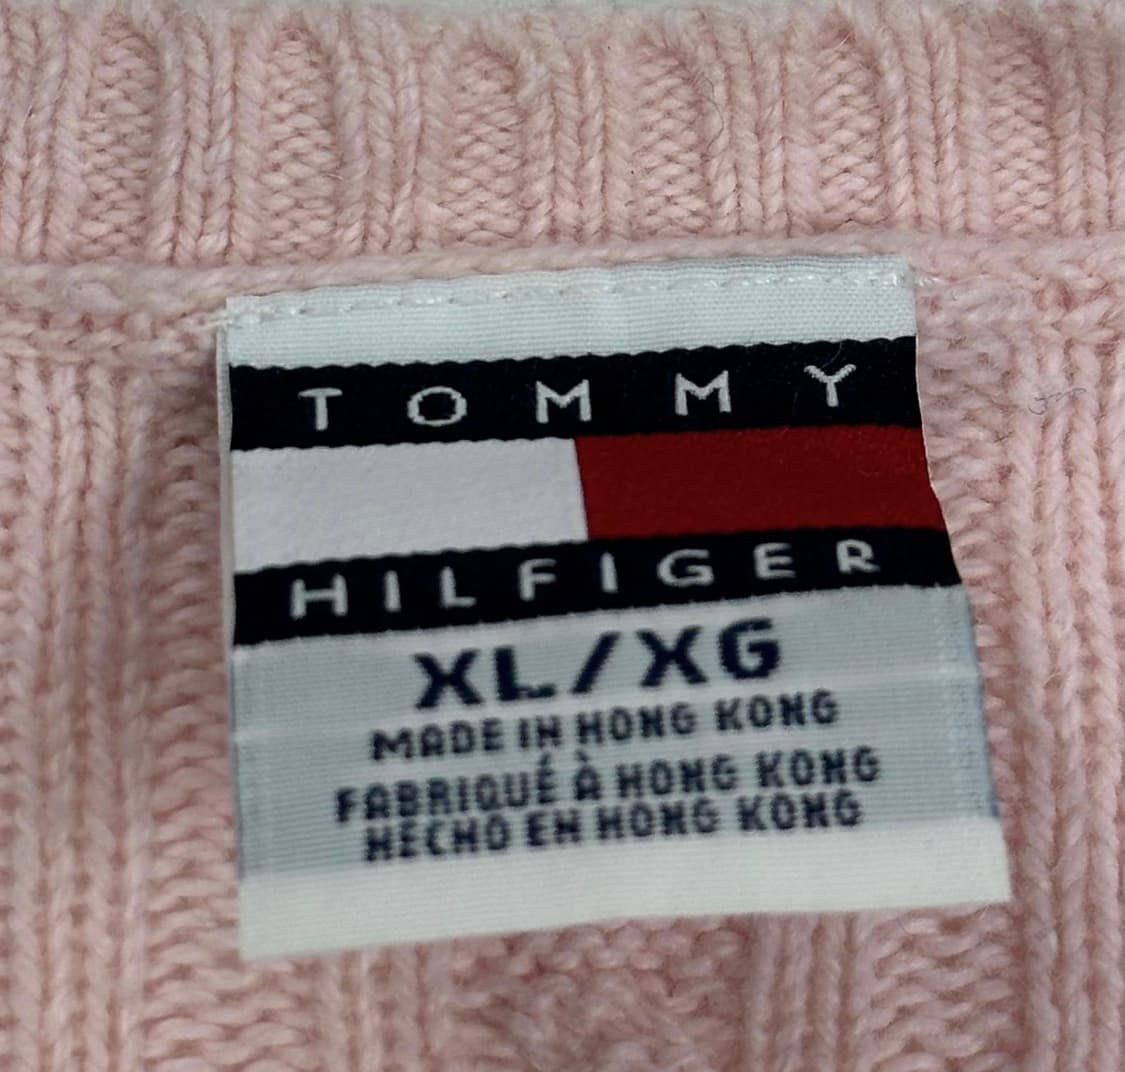 TOMMY
HILFIGER
XL/XG
MADE IN HONG KONG
FABRIQUÉ À HONG KONG
HECHO EN HONG KONG